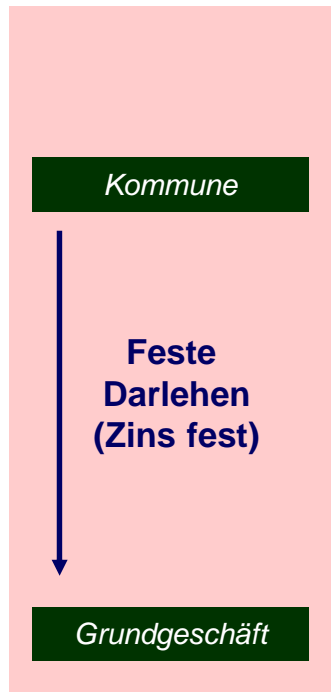 Kommune
Feste
Darlehen
(Zins fest)
Grundgeschäft